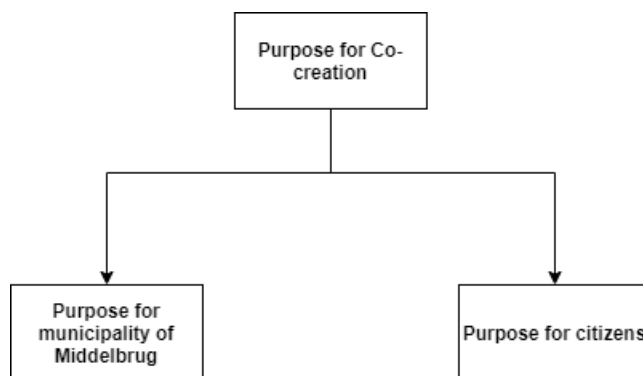 Purpose for Co-
creation
Purpose for
municipality of
Middelbrug
Purpose for citizens